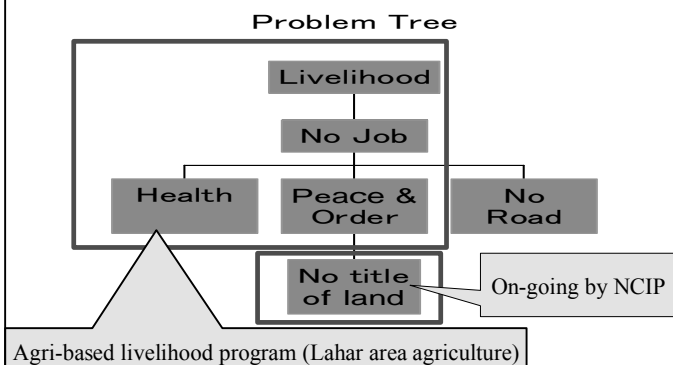 Problem Tree
Livelihood
No Job
Health
Peace &
Order
No
Road
No title
of land
On-going by NCIP
Agri-based livelihood program (Lahar area agriculture)